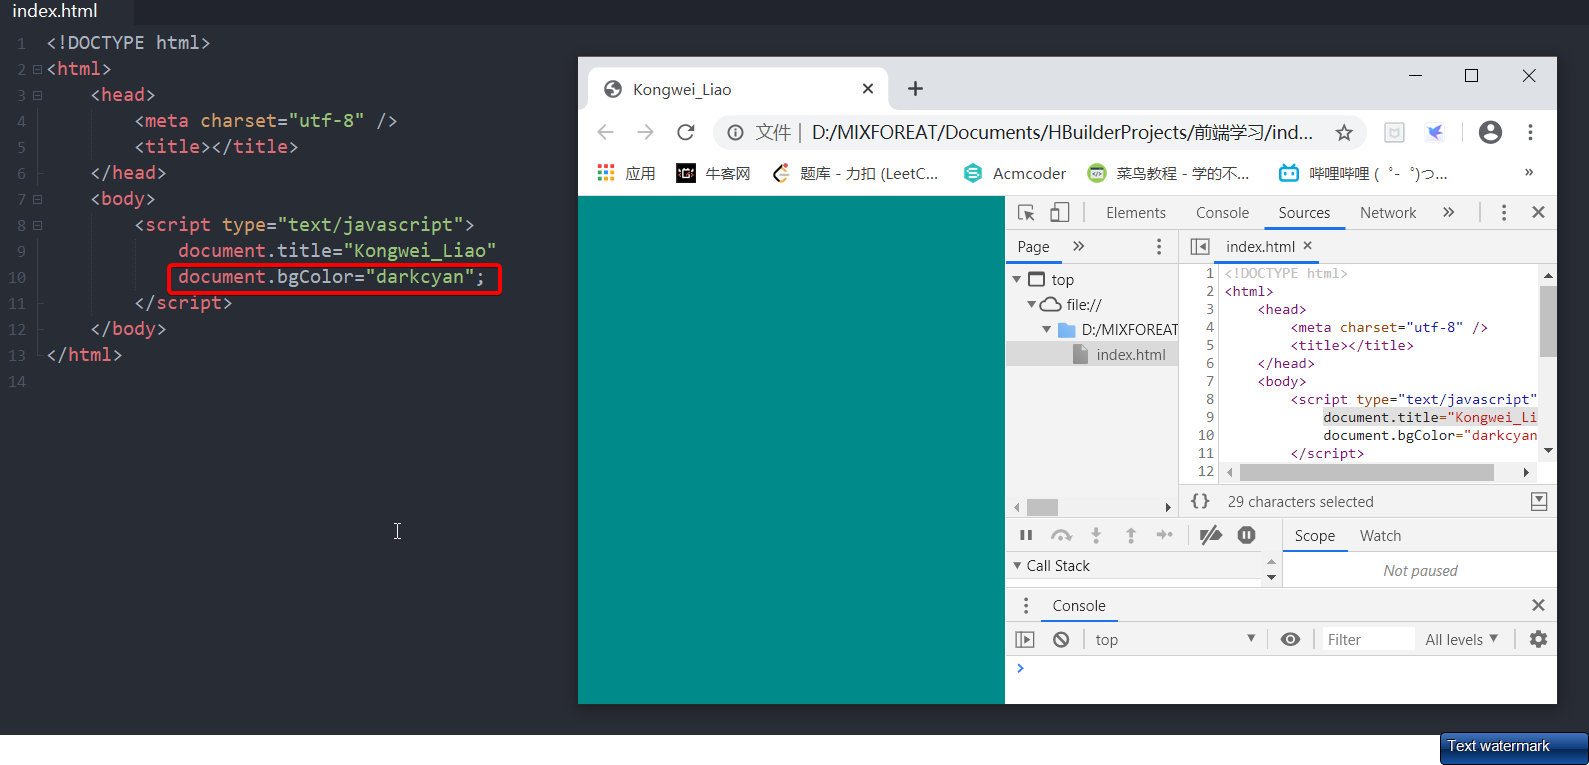 index.html
1 <!DOCTYPE html>
2 <html>
3 <head>
4 <meta charset="utf-8" />
5 <title></title>
6 </head>
7 <body>
8 <script type="text/javascript">
9 document.title="Kongwei_Liao"
10 document.bgColor="darkcyan";
11 </script>
12 </body>
13 </html>
14
Kongwei_Liao
文件 | D:/MIXFOREAT/Documents/HBuilderProjects/前端学习/ind...
应用 牛客网 题库 - 力扣 (LeetC... Acmcoder 菜鸟教程 - 学的不... 哔哩哔哩 (゜-゜)つ... »
Elements Console Sources Network »
Page » index.html
top
file://
D:/MIXFOREAT
index.html
1 <!DOCTYPE html>
2 <html>
3 <head>
4 <meta charset="utf-8" />
5 <title></title>
6 </head>
7 <body>
8 <script type="text/javascript"
9 document.title="Kongwei_Li
10 document.bgColor="darkcyan
11 </script>
12
{} 29 characters selected
Scope Watch
Call Stack
Not paused
Console
top Filter All levels
>
Text watermark